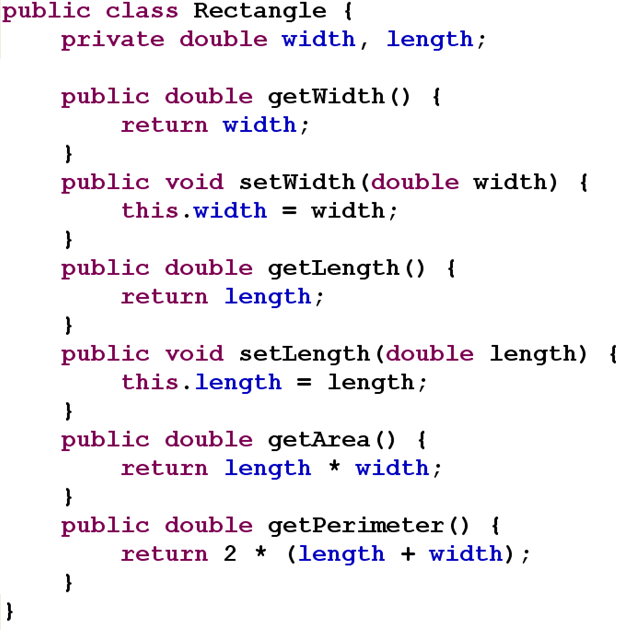 public class Rectangle {
    private double width, length;

    public double getWidth() {
        return width;
    }
    public void setWidth(double width) {
        this.width = width;
    }
    public double getLength() {
        return length;
    }
    public void setLength(double length) {
        this.length = length;
    }
    public double getArea() {
        return length * width;
    }
    public double getPerimeter() {
        return 2 * (length + width);
    }
}